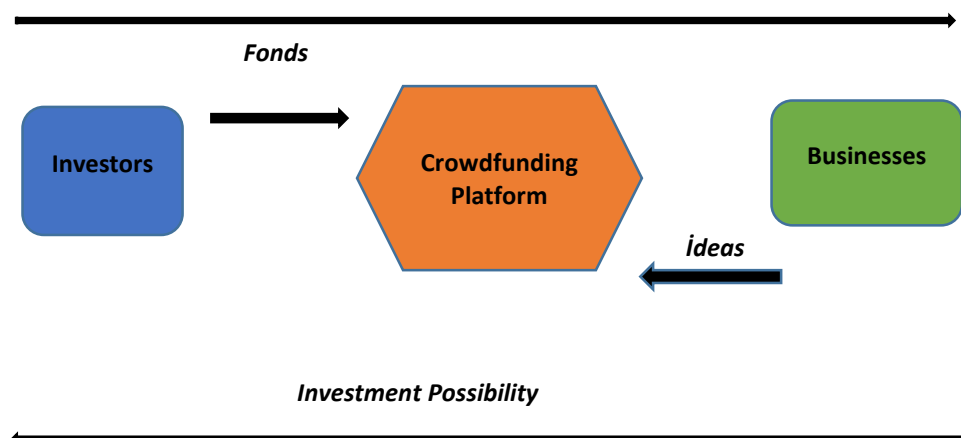 Fonds
Investors
Crowdfunding
Platform
Businesses
İdeas
Investment Possibility